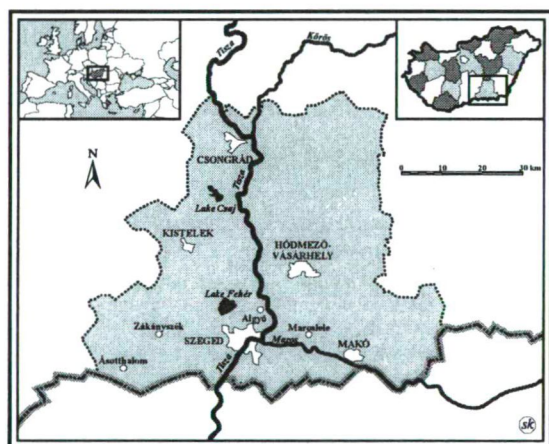 Tisza
Körös
N
CSONGRÁD
0 10 20 30 km
Tisza
Lake Csaj
KISTELEK
HÓDMEZŐ-
VÁSÁRHELY
Lake Fehér
Algyő
Zákányszék
SZEGED
Maroslele
Maros
MAKÓ
Ásotthalom
Tisza
sk